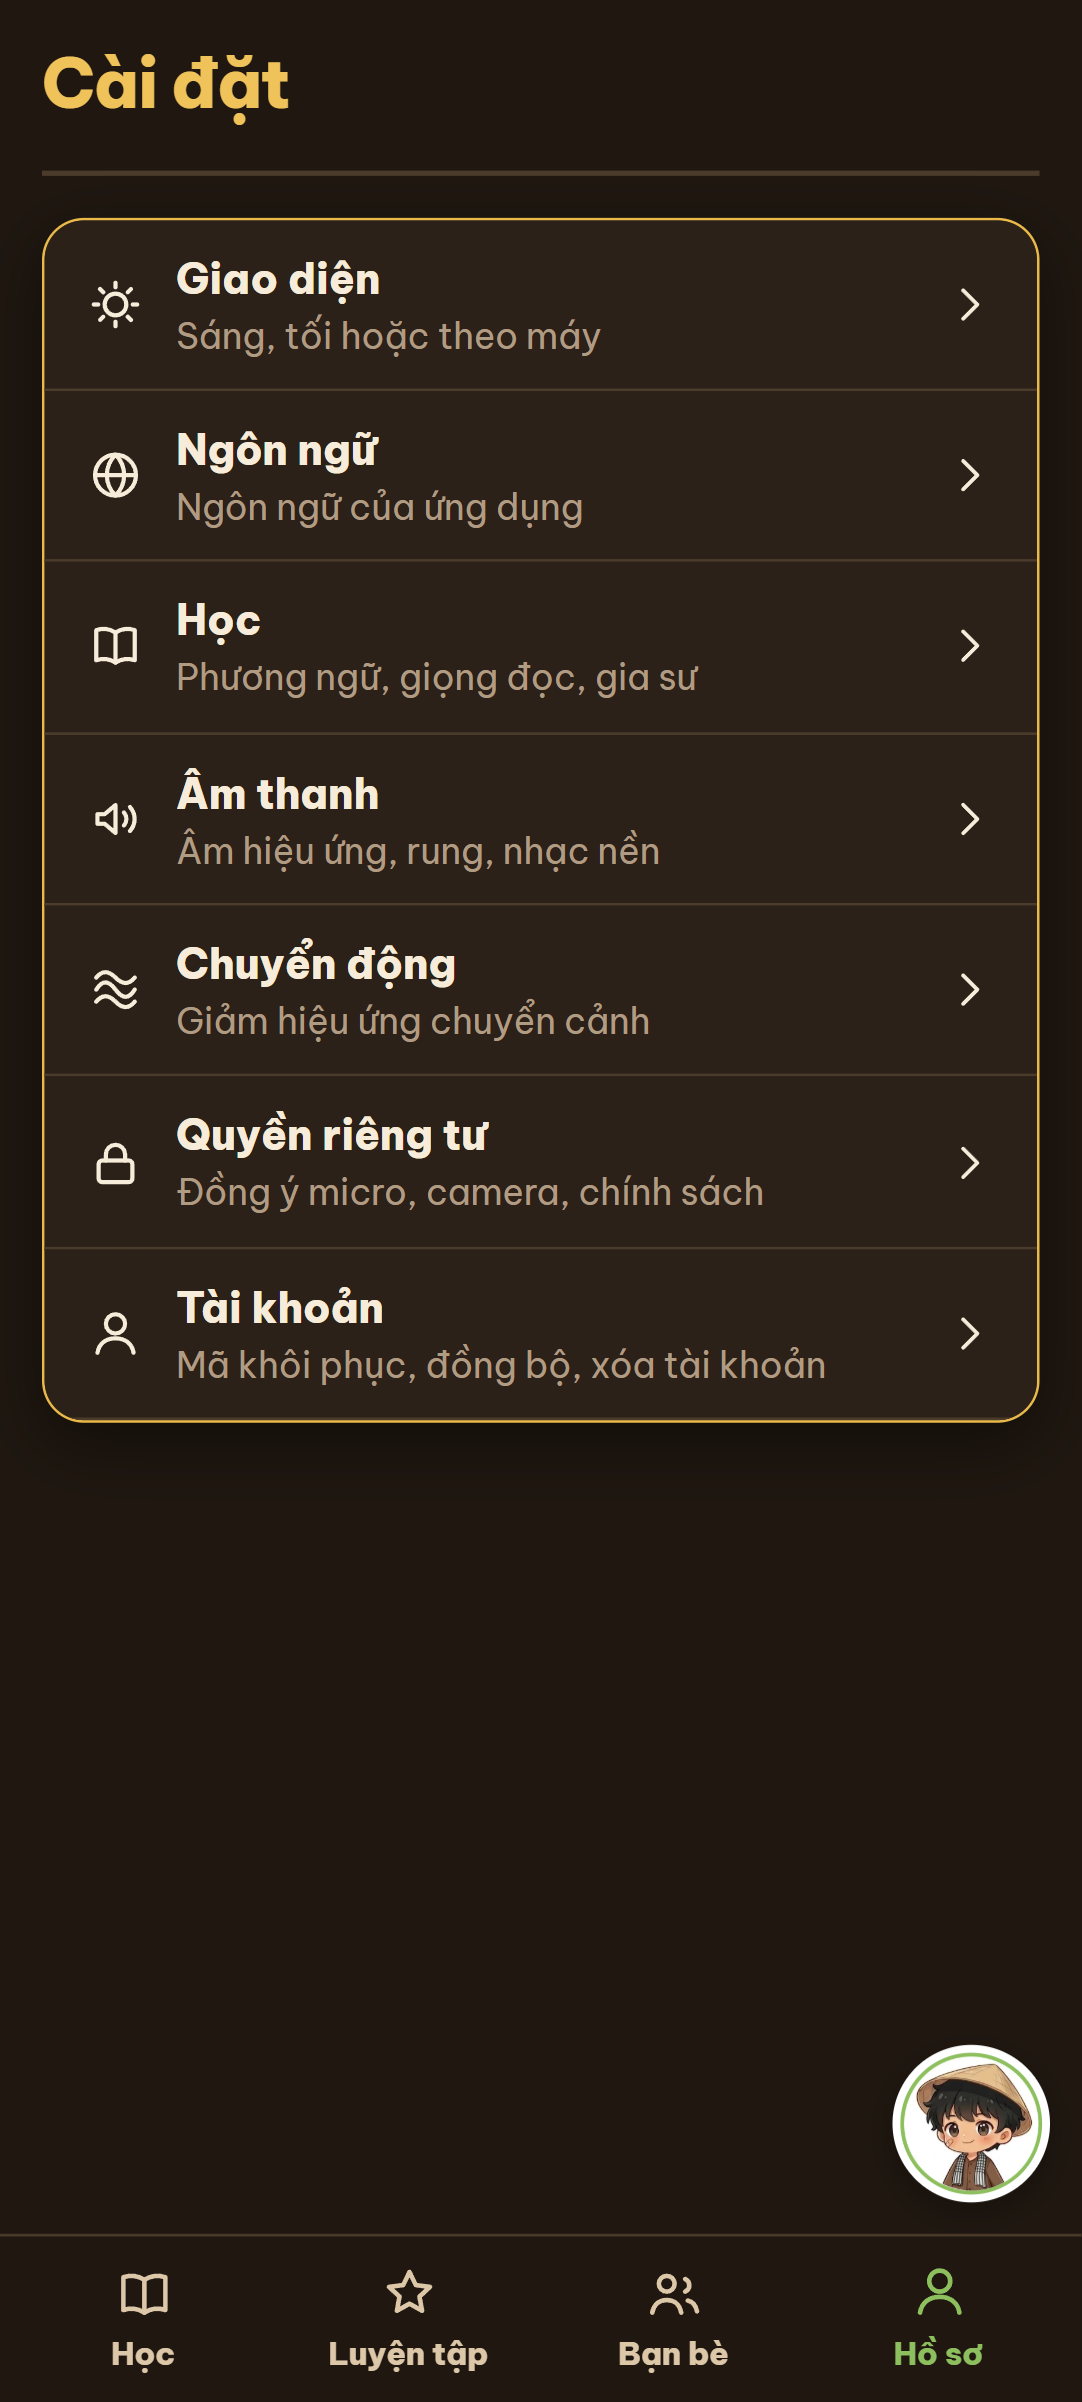 Cài đặt
Giao diện
Sáng, tối hoặc theo máy
Ngôn ngữ
Ngôn ngữ của ứng dụng
Học
Phương ngữ, giọng đọc, gia sư
Âm thanh
Âm hiệu ứng, rung, nhạc nền
Chuyển động
Giảm hiệu ứng chuyển cảnh
Quyền riêng tư
Đồng ý micro, camera, chính sách
Tài khoản
Mã khôi phục, đồng bộ, xóa tài khoản
Học
Luyện tập
Bạn bè
Hồ sơ